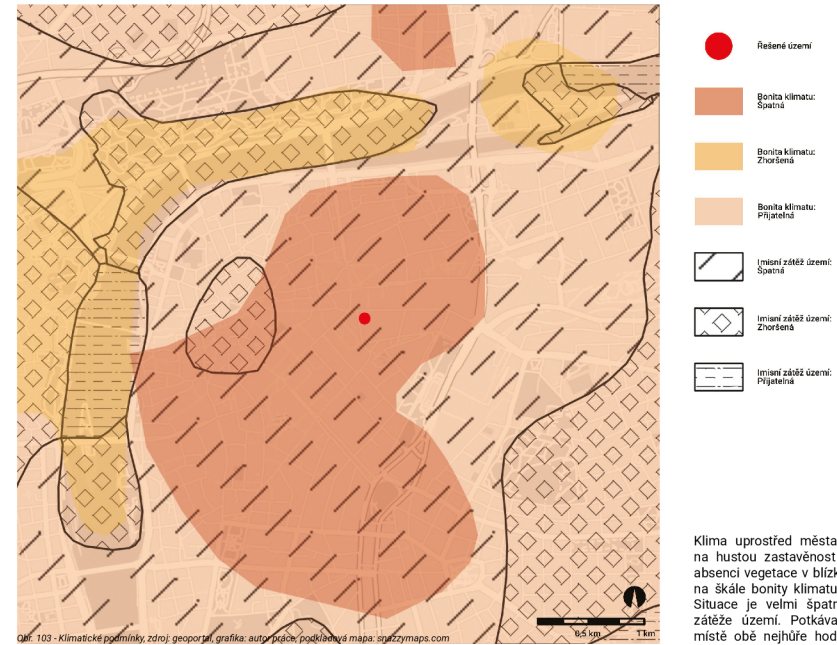 Řešené území
Bonita klimatu:
Špatná
Bonita klimatu:
Zhoršená
Bonita klimatu:
Přijatelná
Imisní zátěž území:
Špatná
Imisní zátěž území:
Zhoršená
Imisní zátěž území:
Přijatelná
Klima uprostřed města
na hustou zastavěnost
absenci vegetace v blízk
na škále bonity klimatu
Situace je velmi špatr
zátěže území. Potkáva
místě obě nejhůře hod
0,5 km
1 km
Obr. 103 - Klimatické podmínky, zdroj: geoportal, grafika: autor práce, podkladová mapa: snazzymaps.com